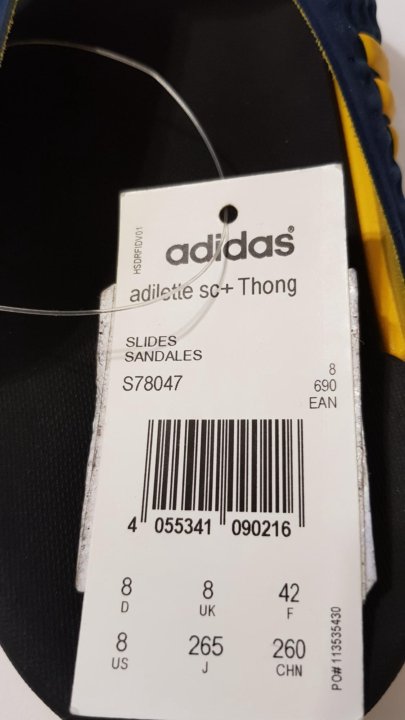 HSDRFIDV01
adidas®
adilette sc+ Thong
SLIDES
SANDALES
S78047
8
690
EAN
4 055341 090216
8 8 42
D UK F
8 265 260
US J CHN
PO# 113535430